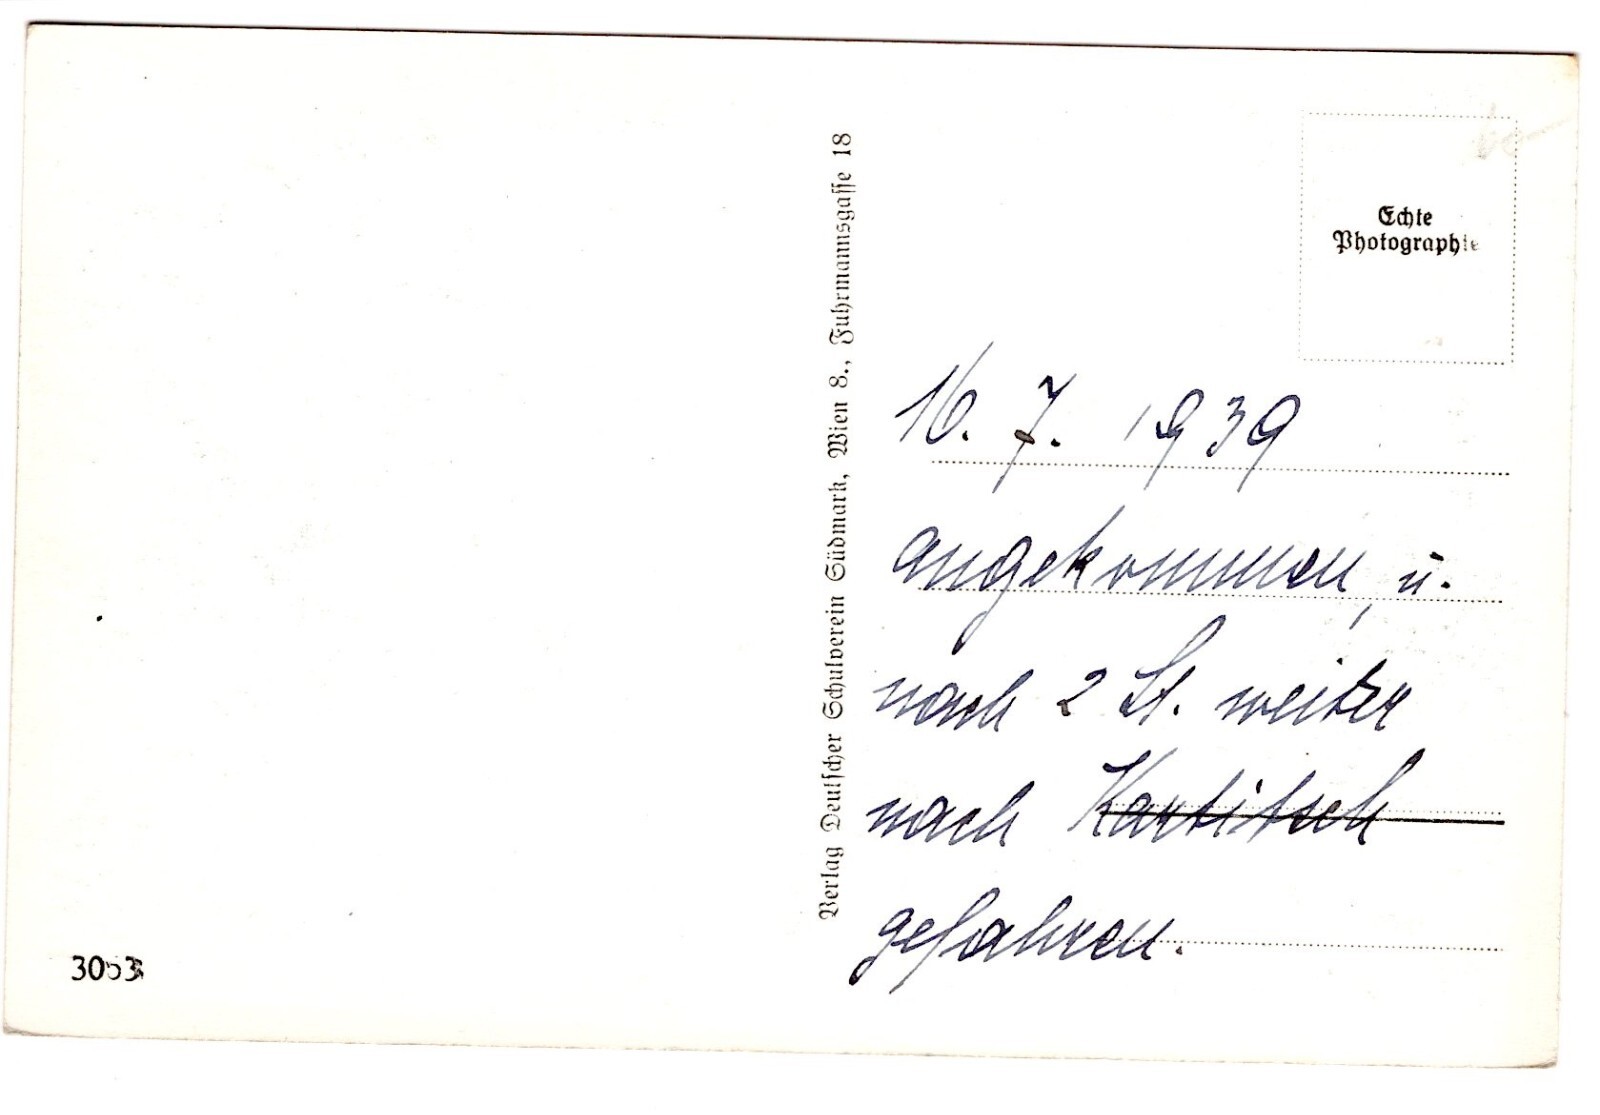 Echte
Photographie
Verlag Deutscher Schulverein Südmark, Wien 8., Fuhrmannsgasse 18
16. 7. 1939
angekommen, u.
nach 2 St. weiter
nach Kartitsch
gefahren.